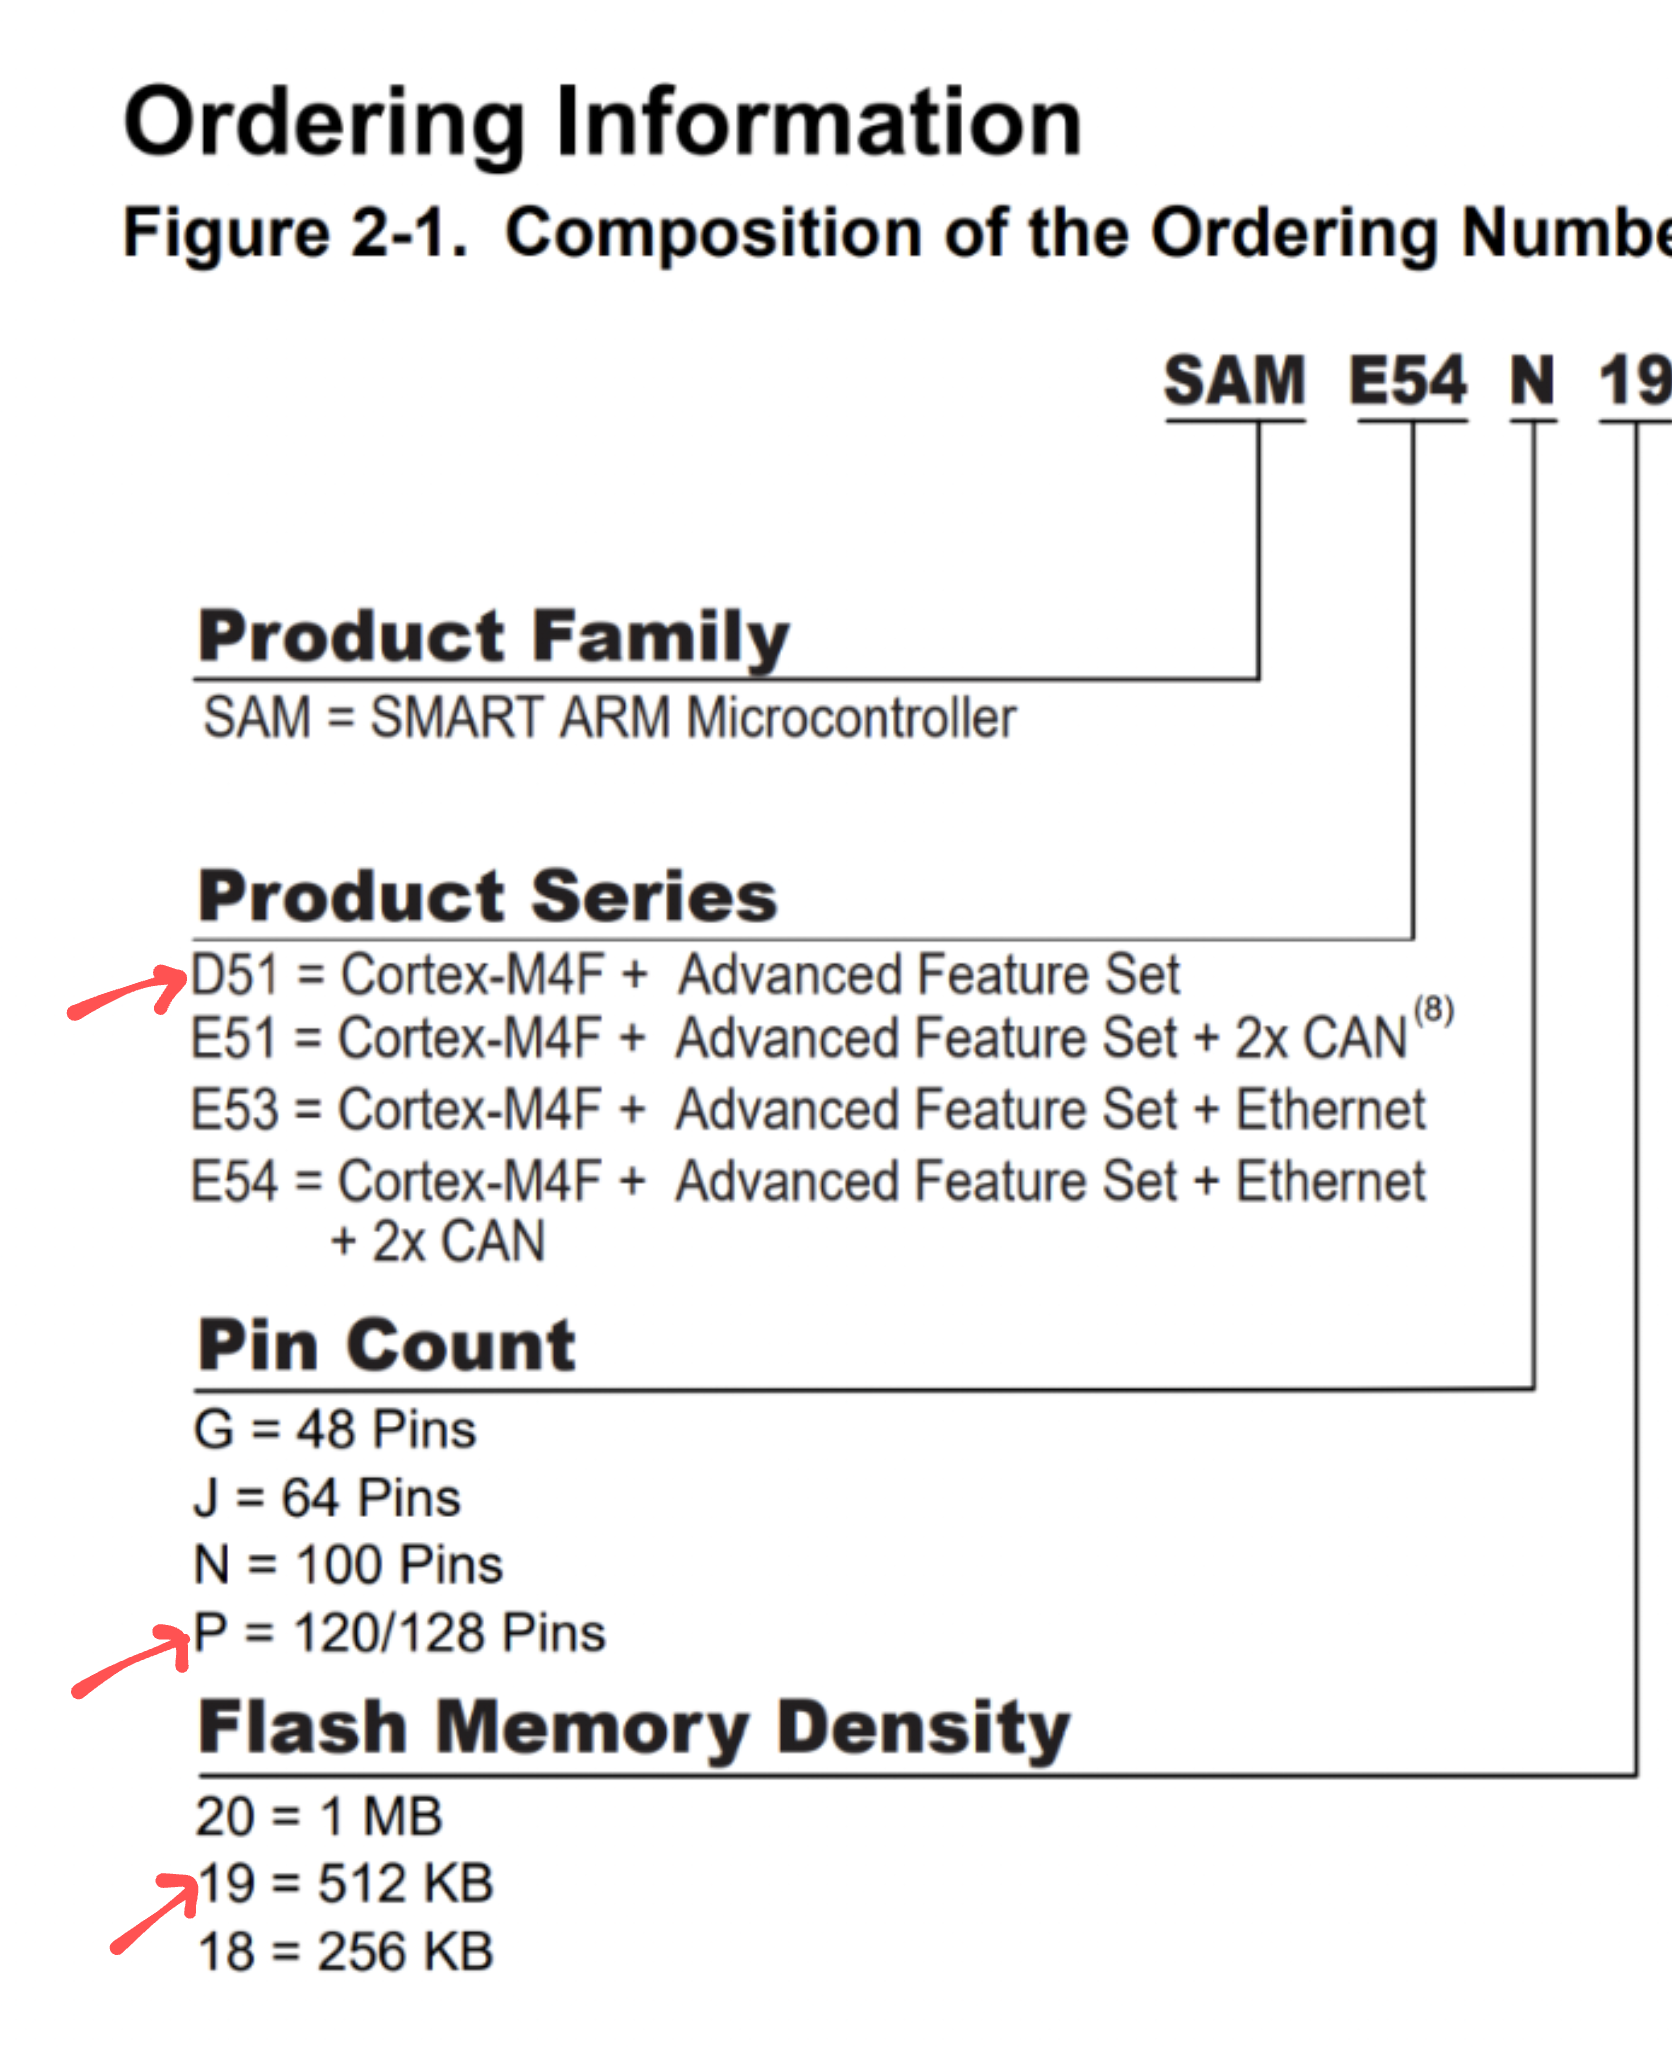 Ordering Information
Figure 2-1. Composition of the Ordering Numbe
SAM E54 N 19
Product Family
SAM = SMART ARM Microcontroller
Product Series
D51 = Cortex-M4F + Advanced Feature Set
E51 = Cortex-M4F + Advanced Feature Set + 2x CAN(8)
E53 = Cortex-M4F + Advanced Feature Set + Ethernet
E54 = Cortex-M4F + Advanced Feature Set + Ethernet
+ 2x CAN
Pin Count
G = 48 Pins
J = 64 Pins
N = 100 Pins
P = 120/128 Pins
Flash Memory Density
20 = 1 MB
19 = 512 KB
18 = 256 KB